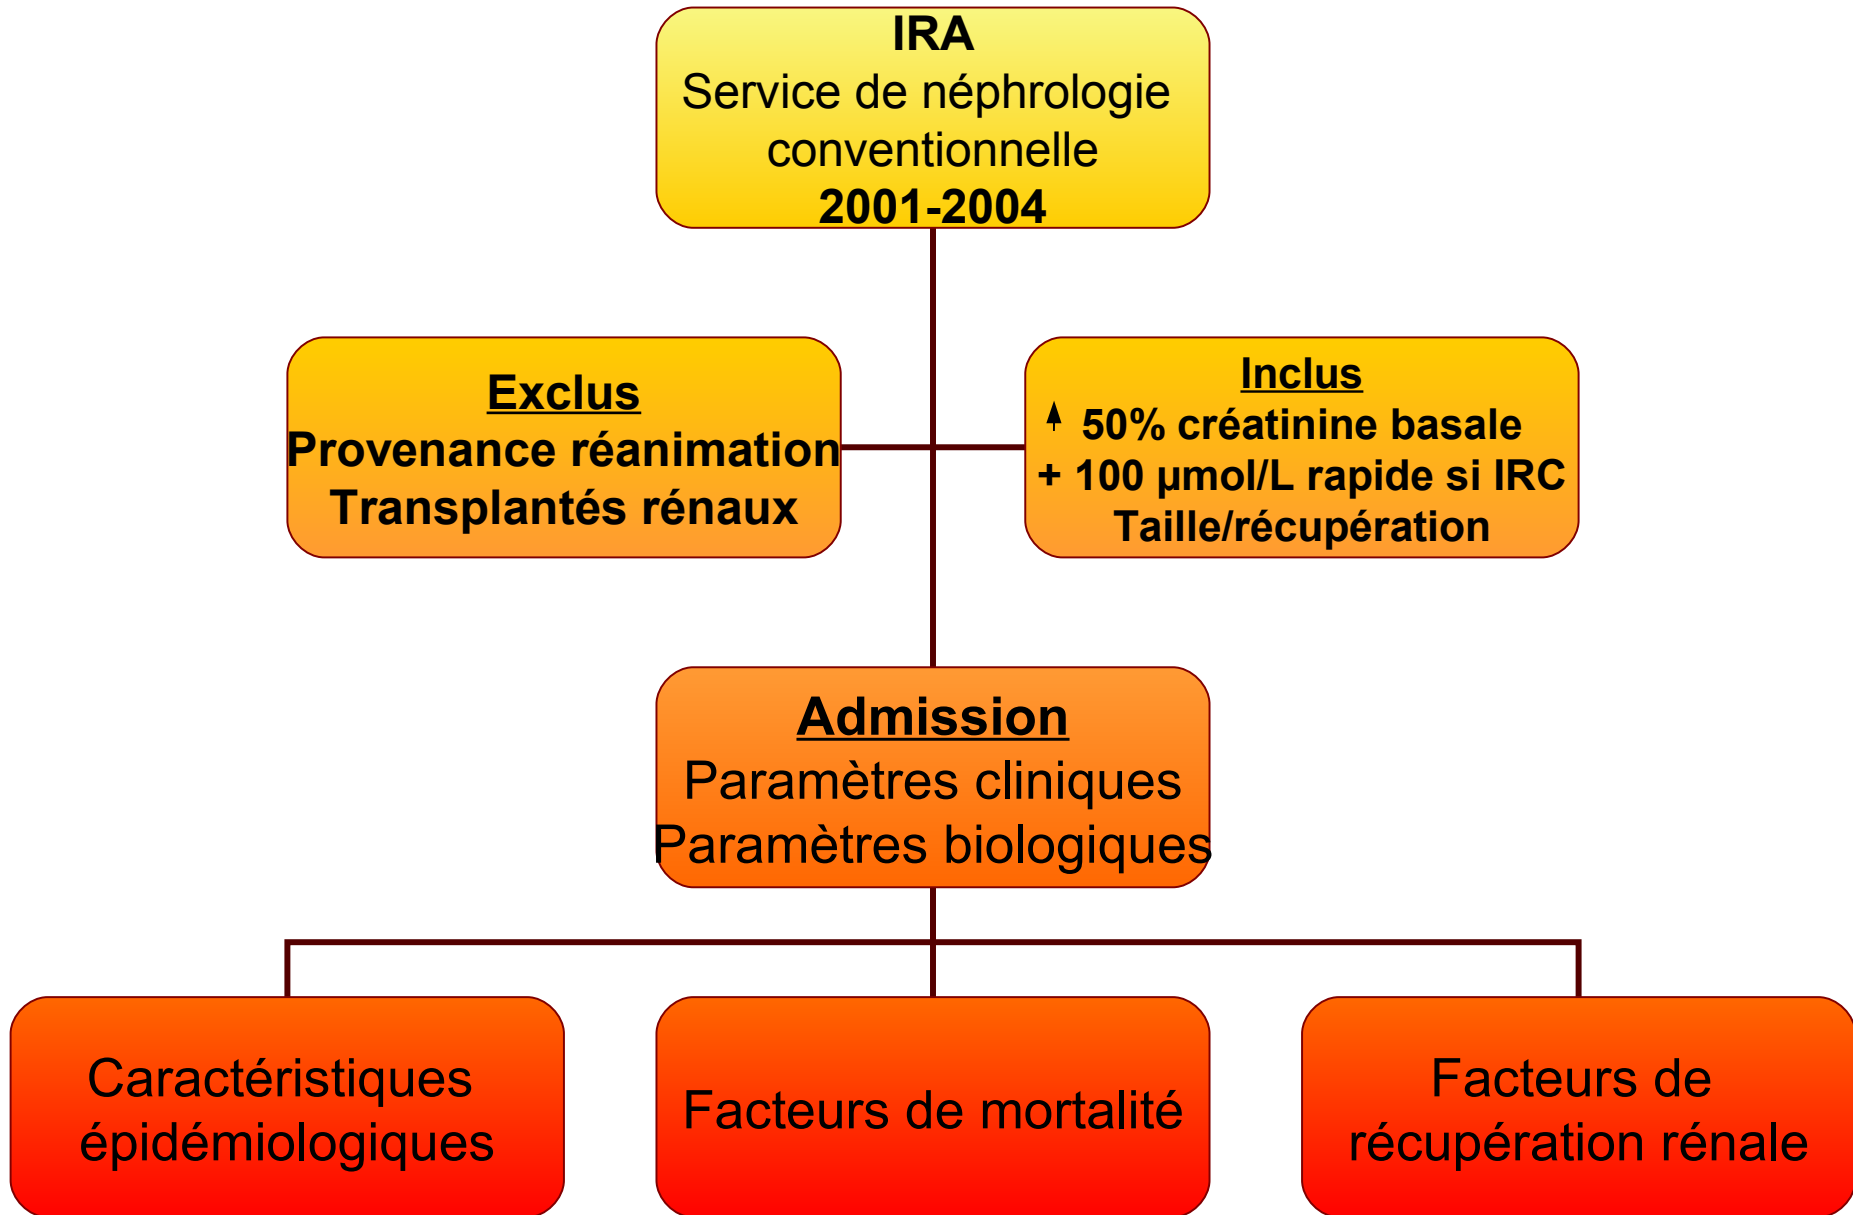 IRA
Service de néphrologie
conventionnelle
2001-2004
Exclus
Provenance réanimation
Transplantés rénaux
Inclus
50% créatinine basale
+ 100 µmol/L rapide si IRC
Taille/récupération
Admission
Paramètres cliniques
Paramètres biologiques
Caractéristiques
épidémiologiques
Facteurs de mortalité
Facteurs de
récupération rénale